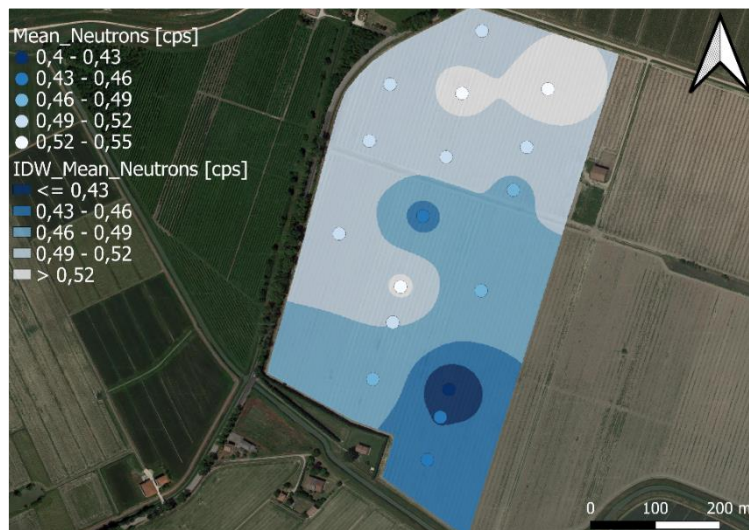 Mean_Neutrons [cps]
0,4 - 0,43
0,43 - 0,46
0,46 - 0,49
0,49 - 0,52
0,52 - 0,55
IDW_Mean_Neutrons [cps]
<= 0,43
0,43 - 0,46
0,46 - 0,49
0,49 - 0,52
> 0,52
0 100 200 m